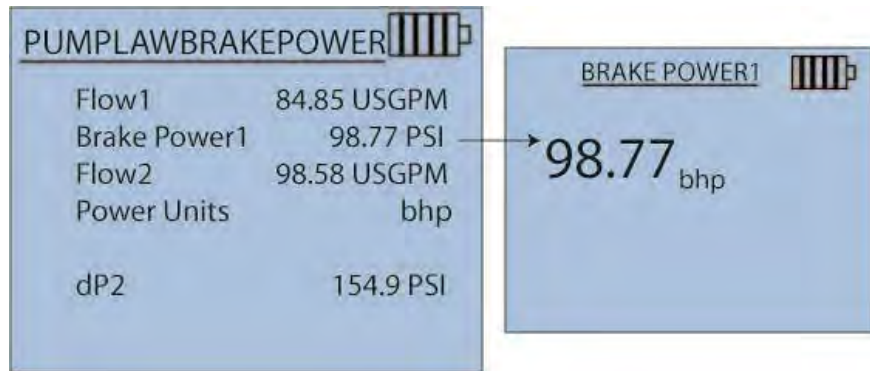 PUMPLAWBRAKEPOWER
Flow1 84.85 USGPM
Brake Power1 98.77 PSI
Flow2 98.58 USGPM
Power Units bhp
dP2 154.9 PSI
BRAKE POWER1
98.77 bhp